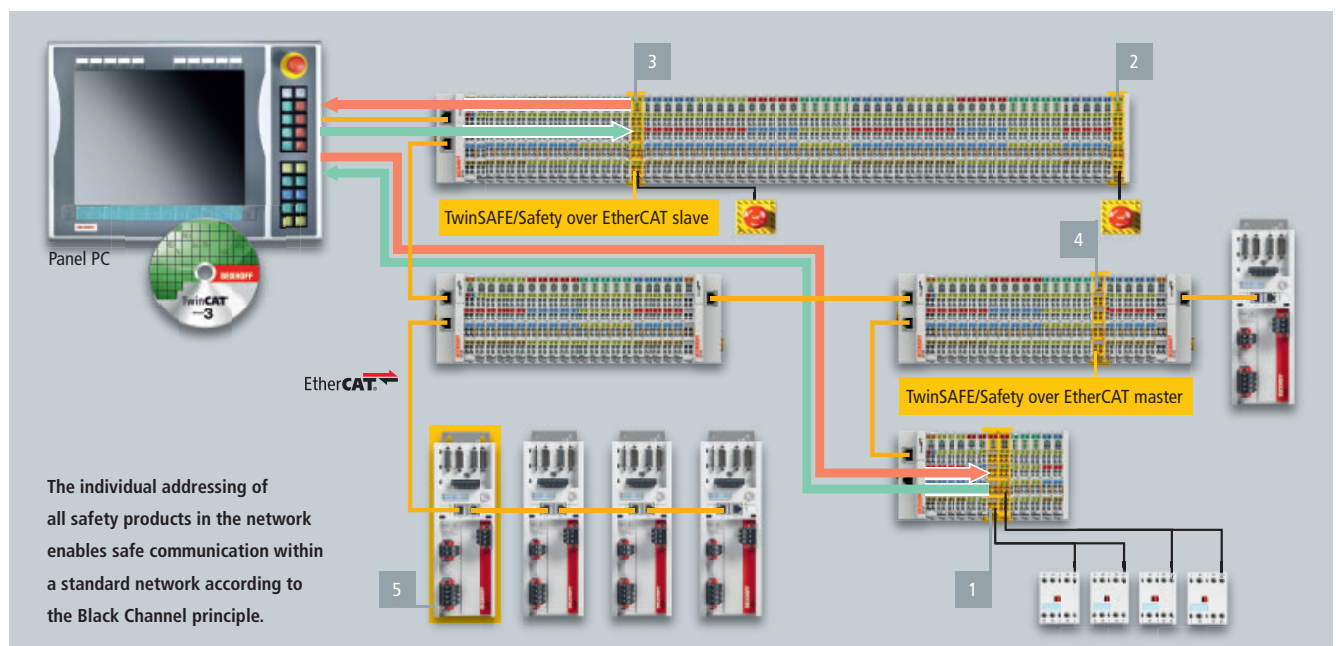 3
2
TwinSAFE/Safety over EtherCAT slave
4
Panel PC
BECKHOFF
TwinCAT®
3
EtherCAT®
TwinSAFE/Safety over EtherCAT master
The individual addressing of
all safety products in the network
enables safe communication within
a standard network according to
the Black Channel principle.
5
1